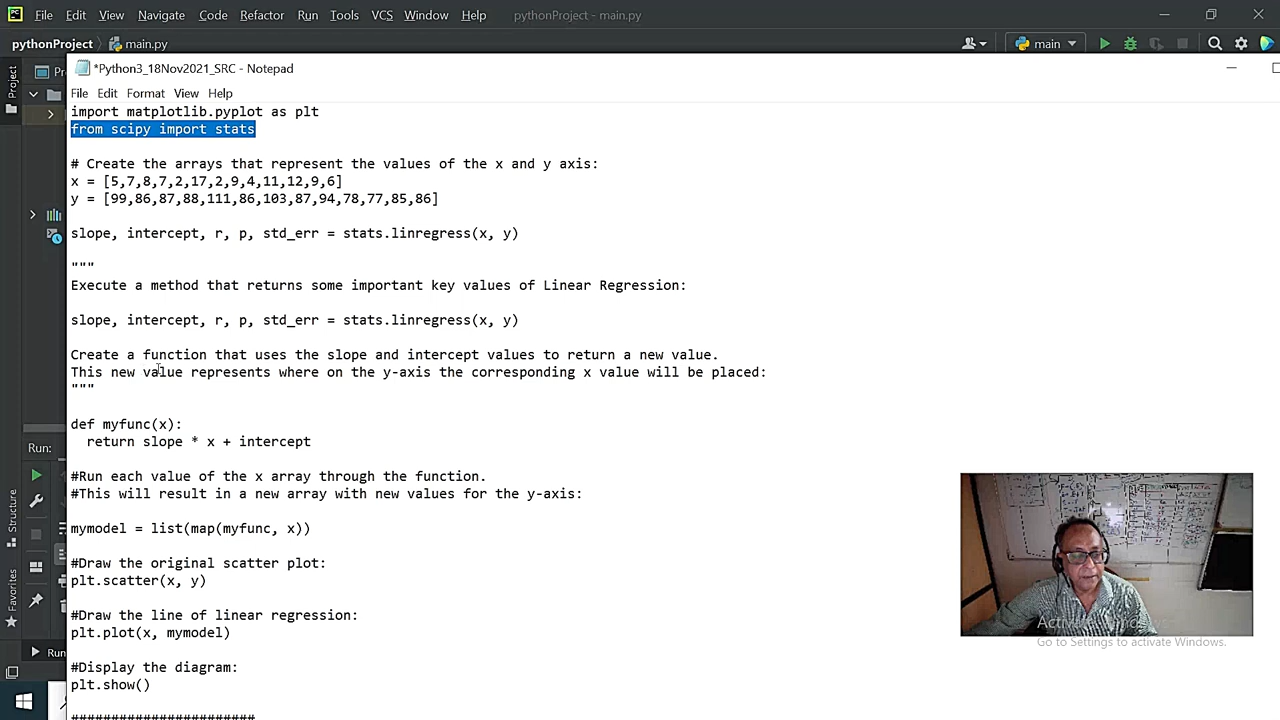 File Edit View Navigate Code Refactor Run Tools VCS Window Help pythonProject - main.py
pythonProject main.py main
Project
*Python3_18Nov2021_SRC - Notepad
File Edit Format View Help
import matplotlib.pyplot as plt
from scipy import stats
# Create the arrays that represent the values of the x and y axis:
x = [5,7,8,7,2,17,2,9,4,11,12,9,6]
y = [99,86,87,88,111,86,103,87,94,78,77,85,86]
slope, intercept, r, p, std_err = stats.linregress(x, y)
"""
Execute a method that returns some important key values of Linear Regression:
slope, intercept, r, p, std_err = stats.linregress(x, y)
Create a function that uses the slope and intercept values to return a new value.
This new value represents where on the y-axis the corresponding x value will be placed:
"""
def myfunc(x):
return slope * x + intercept
Run:
#Run each value of the x array through the function.
#This will result in a new array with new values for the y-axis:
Structure
mymodel = list(map(myfunc, x))
#Draw the original scatter plot:
plt.scatter(x, y)
Favorites
#Draw the line of linear regression:
plt.plot(x, mymodel)
Run
#Display the diagram:
plt.show()
#######################
Go to Settings to activate Windows.